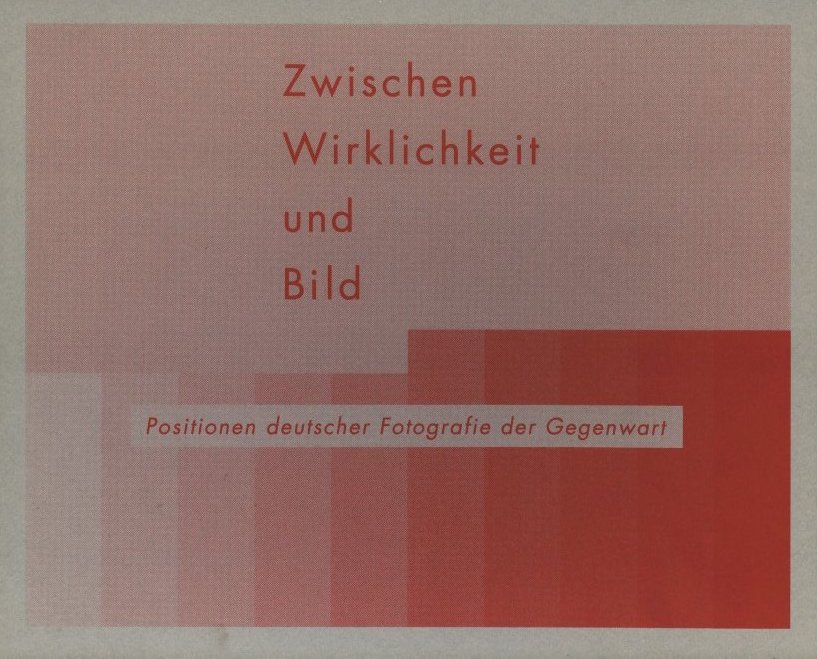 Zwischen
Wirklichkeit
und
Bild
Positionen deutscher Fotografie der Gegenwart